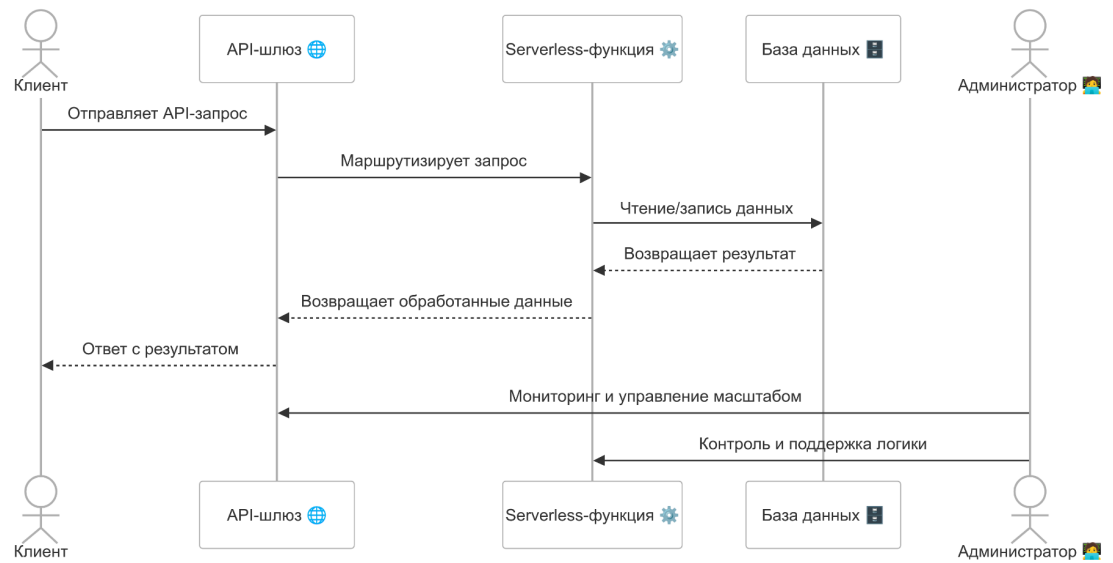 Клиент
API-шлюз 🌐
Serverless-функция ⚙️
База данных 🗄️
Администратор 🧑‍💻
Отправляет API-запрос
Маршрутизирует запрос
Чтение/запись данных
Возвращает результат
Возвращает обработанные данные
Ответ с результатом
Мониторинг и управление масштабом
Контроль и поддержка логики
Клиент
API-шлюз 🌐
Serverless-функция ⚙️
База данных 🗄️
Администратор 🧑‍💻